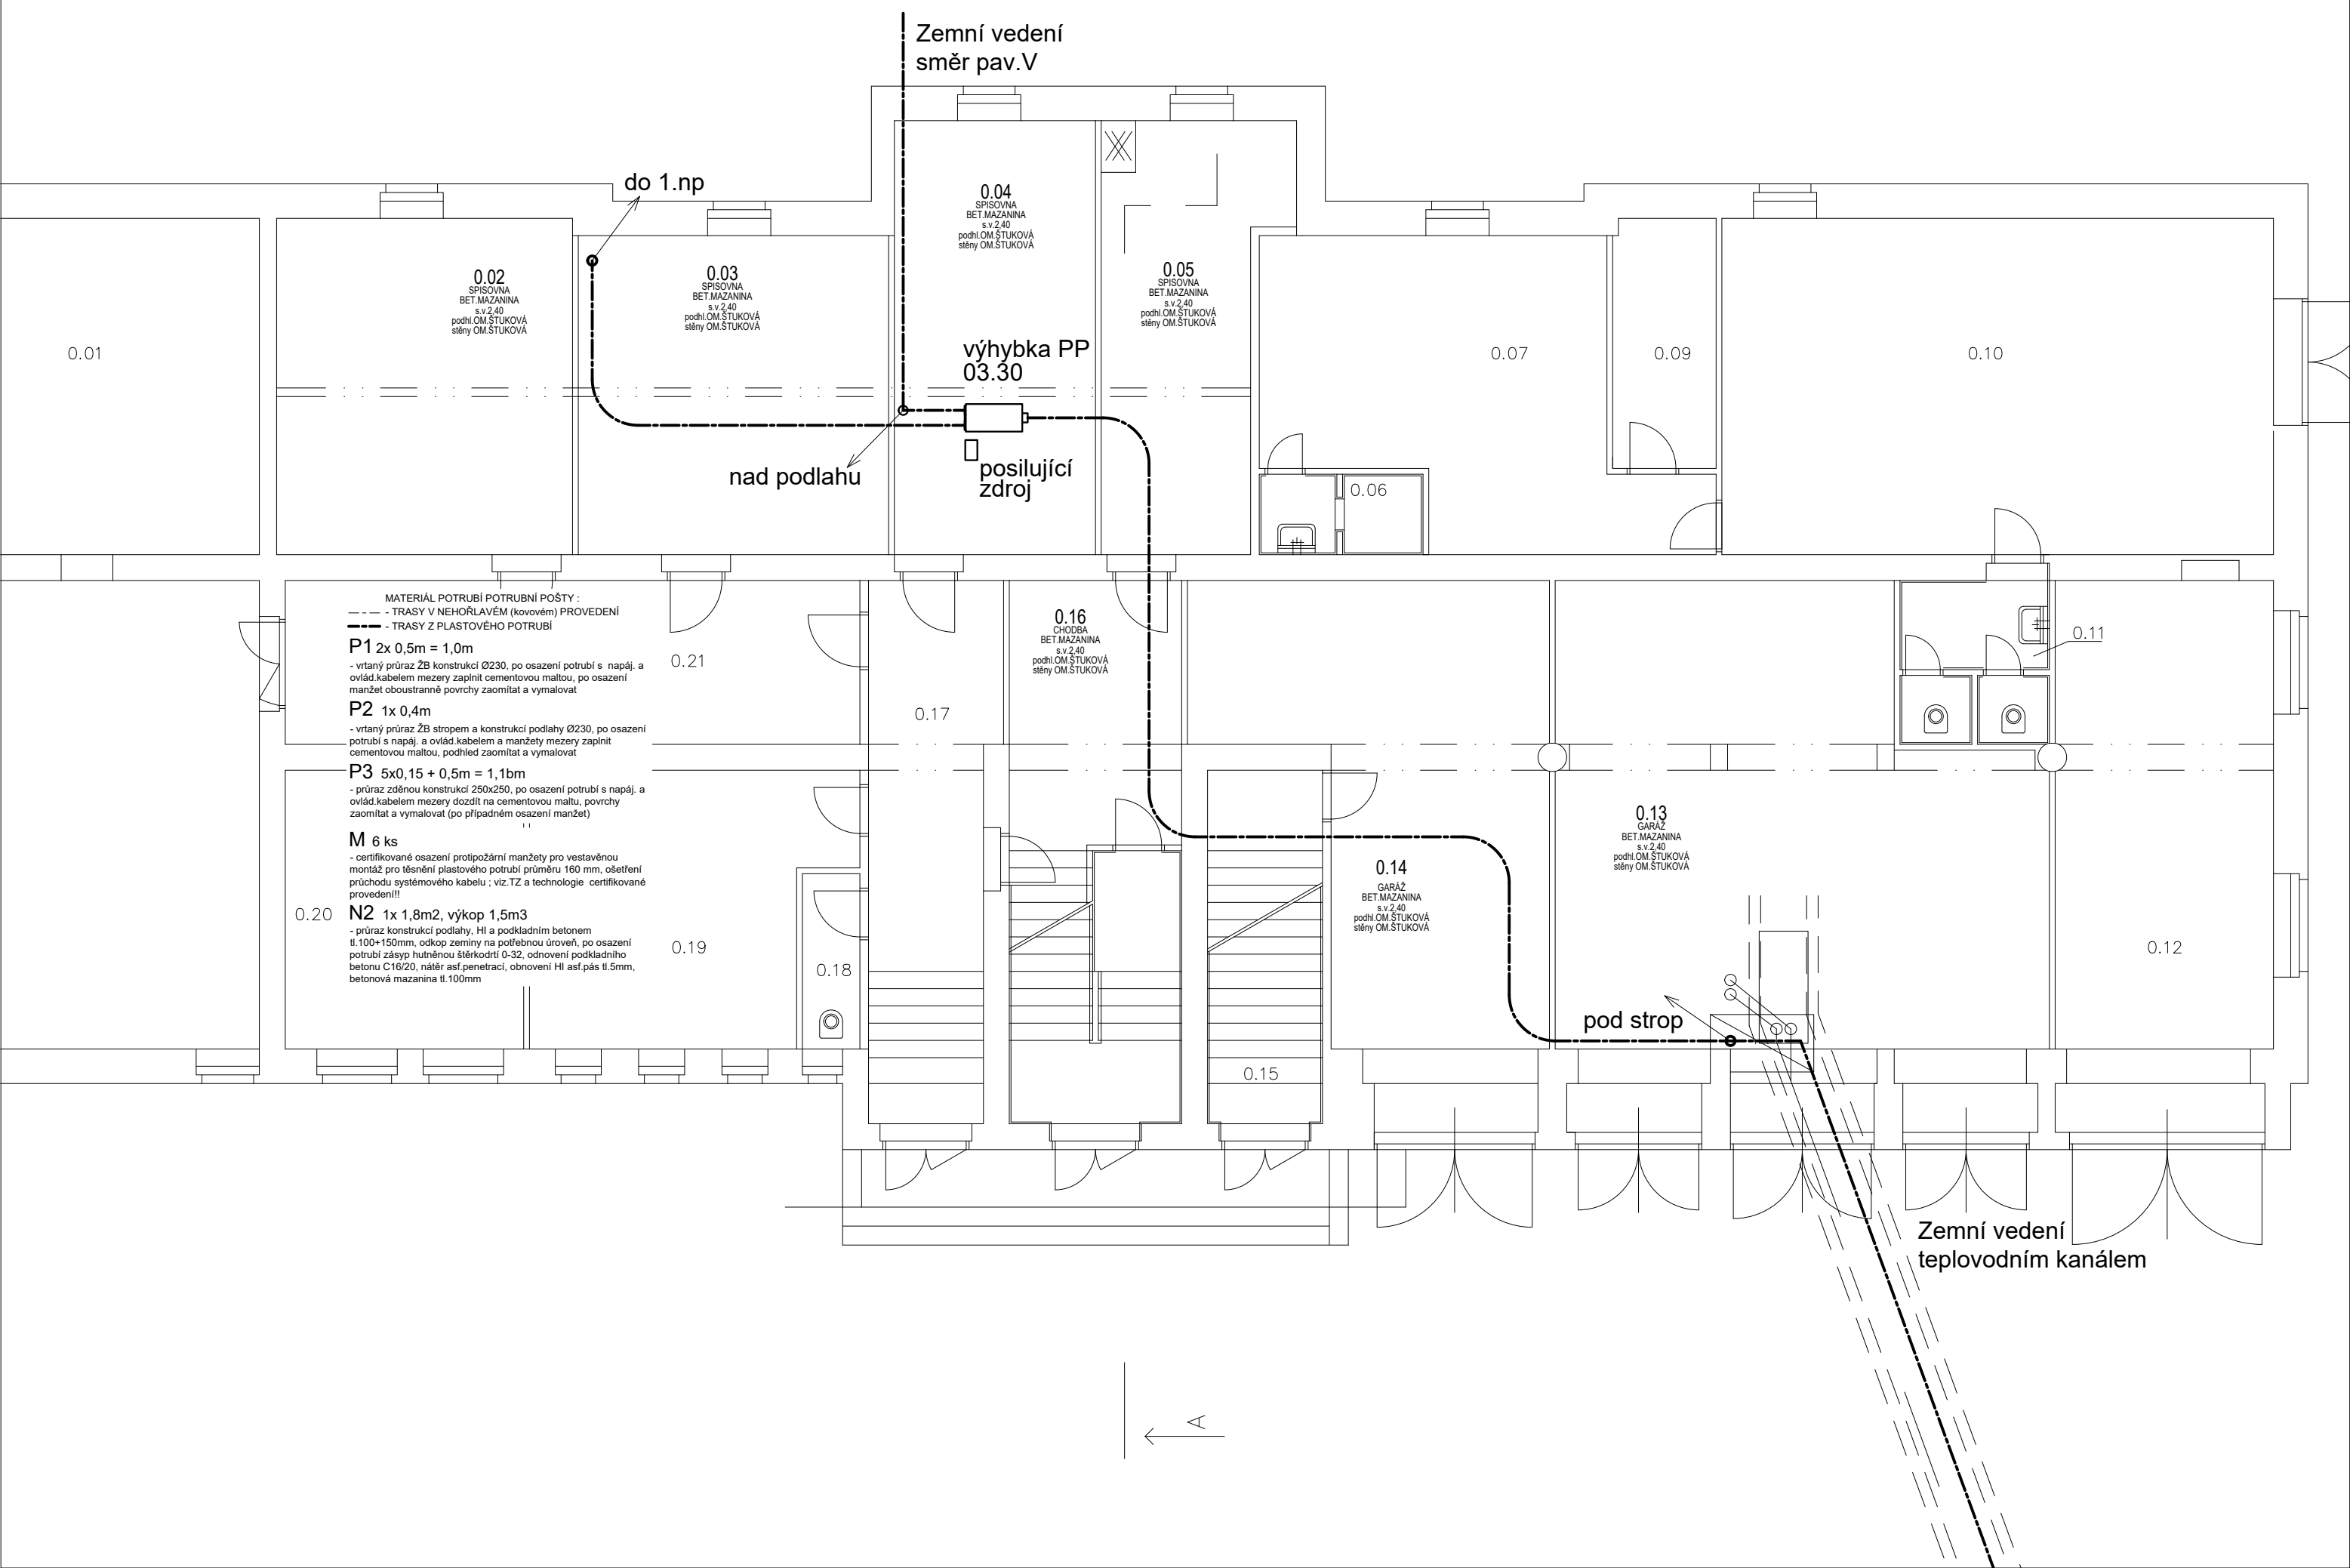 Zemní vedení
směr pav.V
do 1.np
0.04
SPISOVNA
BET.MAZANINA
s.v.2,40
podhl.OM.ŠTUKOVÁ
stěny OM.ŠTUKOVÁ
0.02
SPISOVNA
BET.MAZANINA
s.v.2,40
podhl.OM.ŠTUKOVÁ
stěny OM.ŠTUKOVÁ
0.03
SPISOVNA
BET.MAZANINA
s.v.2,40
podhl.OM.ŠTUKOVÁ
stěny OM.ŠTUKOVÁ
0.05
SPISOVNA
BET.MAZANINA
s.v.2,40
podhl.OM.ŠTUKOVÁ
stěny OM.ŠTUKOVÁ
0.01
výhybka PP
03.30
0.07
0.09
0.10
nad podlahu
posilující
zdroj
0.06
MATERIÁL POTRUBÍ POTRUBNÍ POŠTY :
- TRASY V NEHOŘLAVÉM (kovovém) PROVEDENÍ
- TRASY Z PLASTOVÉHO POTRUBÍ
P1 2x 0,5m = 1,0m
- vrtaný průraz ŽB konstrukcí Ø230, po osazení potrubí s napáj. a
ovlád.kabelem mezery zaplnit cementovou maltou, po osazení
manžet oboustranně povrchy zaomítat a vymalovat
P2 1x 0,4m
- vrtaný průraz ŽB stropem a konstrukcí podlahy Ø230, po osazení
potrubí s napáj. a ovlád.kabelem a manžety mezery zaplnit
cementovou maltou, podhled zaomítat a vymalovat
P3 5x0,15 + 0,5m = 1,1bm
- průraz zděnou konstrukcí 250x250, po osazení potrubí s napáj. a
ovlád.kabelem mezery dozdít na cementovou maltu, povrchy
zaomítat a vymalovat (po případném osazení manžet)
M 6 ks
- certifikované osazení protipožární manžety pro vestavěnou
montáž pro těsnění plastového potrubí průměru 160 mm, ošetření
průchodu systémového kabelu ; viz.TZ a technologie certifikované
provedení!!
N2 1x 1,8m2, výkop 1,5m3
- průraz konstrukcí podlahy, HI a podkladním betonem
tl.100+150mm, odkop zeminy na potřebnou úroveň, po osazení
potrubí zásyp hutněnou štěrkodrtí 0-32, odnovení podkladního
betonu C16/20, nátěr asf.penetrací, obnovení HI asf.pás tl.5mm,
betonová mazanina tl.100mm
0.21
0.17
0.16
CHODBA
BET.MAZANINA
s.v.2,40
podhl.OM.ŠTUKOVÁ
stěny OM.ŠTUKOVÁ
0.11
0.13
GARÁŽ
BET.MAZANINA
s.v.2,40
podhl.OM.ŠTUKOVÁ
stěny OM.ŠTUKOVÁ
0.14
GARÁŽ
BET.MAZANINA
s.v.2,40
podhl.OM.ŠTUKOVÁ
stěny OM.ŠTUKOVÁ
0.20
0.19
0.18
0.12
pod strop
0.15
Zemní vedení
teplovodním kanálem
A